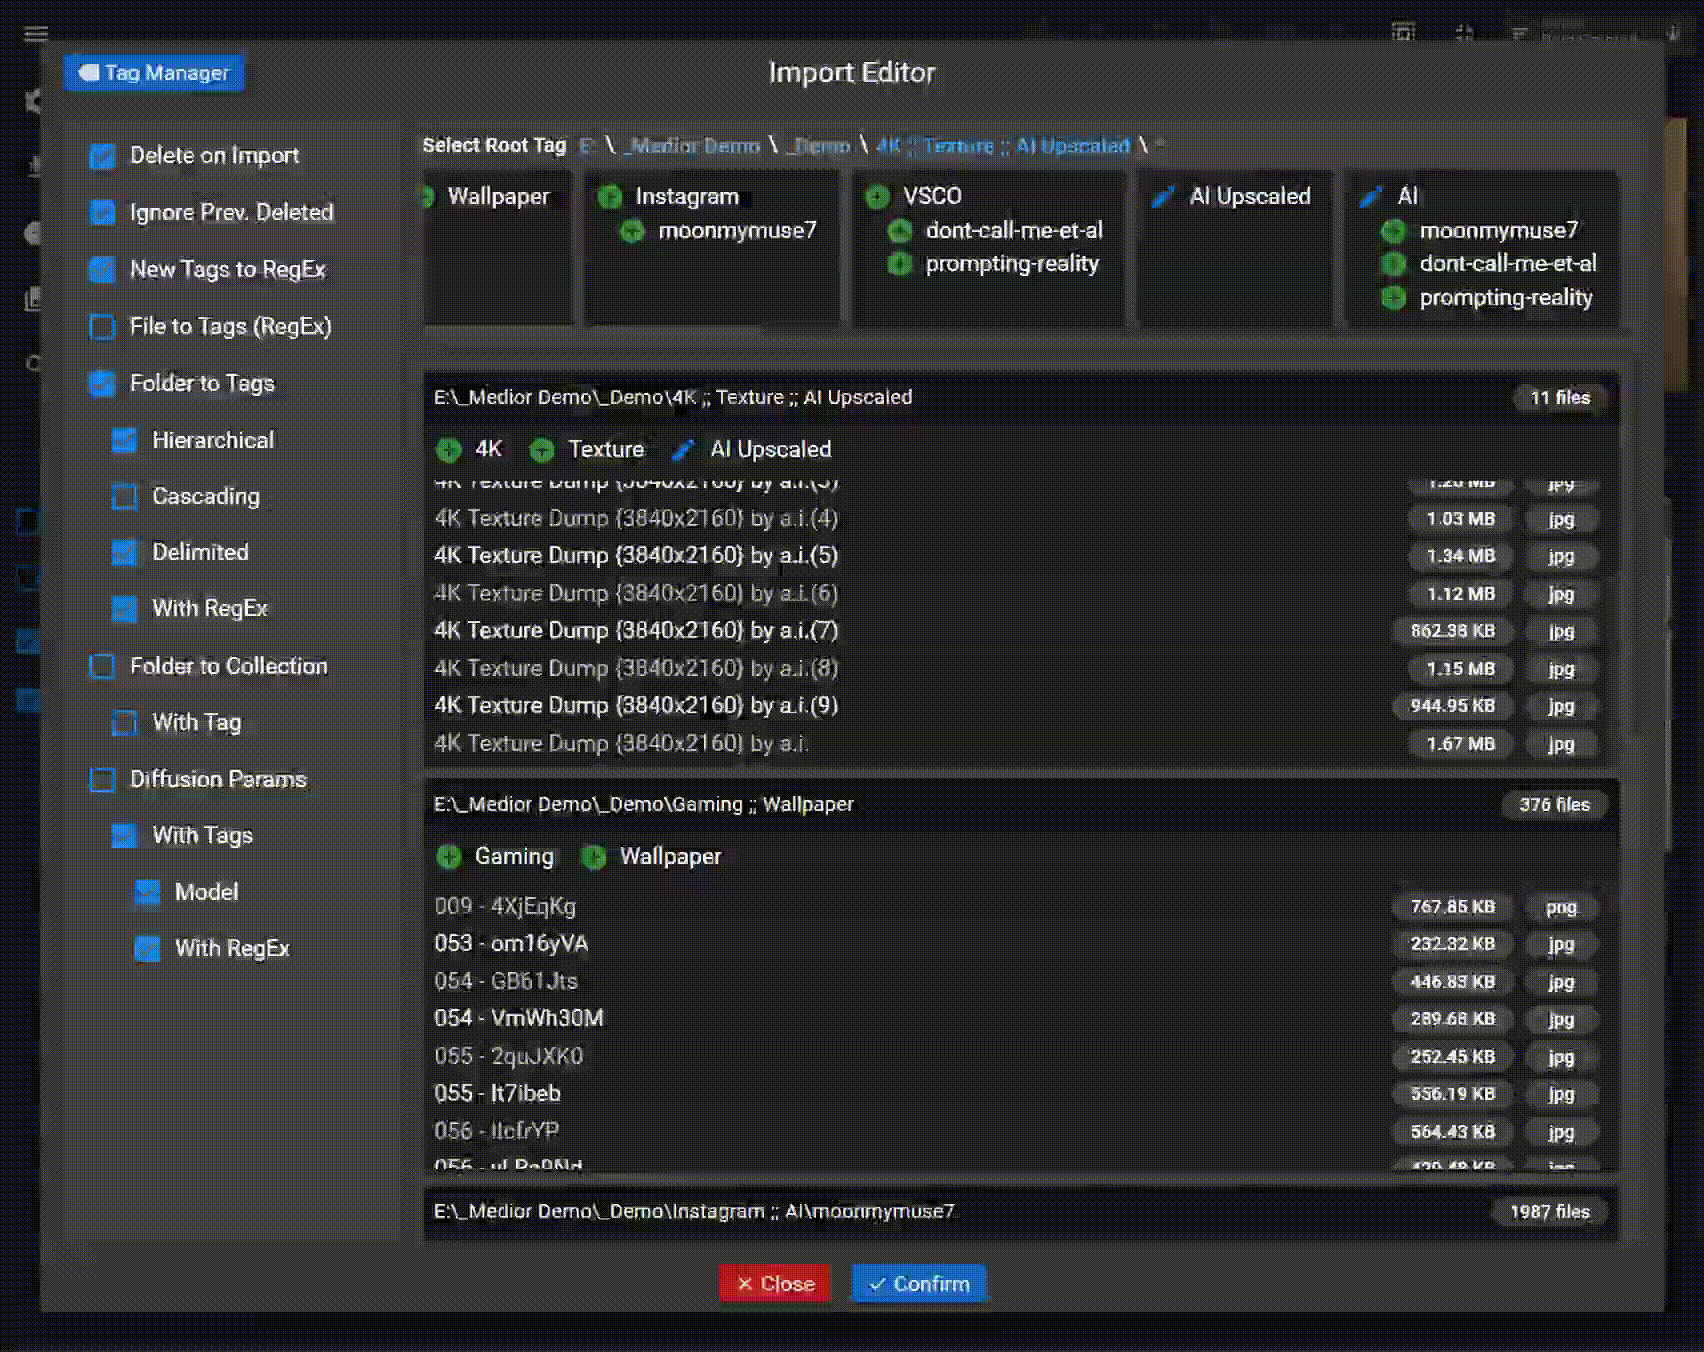 Tag Manager
Import Editor
Delete on Import
Ignore Prev. Deleted
New Tags to RegEx
File to Tags (RegEx)
Folder to Tags
Hierarchical
Cascading
Delimited
With RegEx
Folder to Collection
With Tag
Diffusion Params
With Tags
Model
With RegEx
Select Root Tag E: \ _Medior Demo \ _Demo \ 4K ;; Texture ;; AI Upscaled \
Wallpaper
Instagram
moonmymuse7
VSCO
dont-call-me-et-al
prompting-reality
AI Upscaled
AI
moonmymuse7
dont-call-me-et-al
prompting-reality
E:\_Medior Demo\_Demo\4K ;; Texture ;; AI Upscaled 11 files
4K Texture AI Upscaled
4K Texture Dump {3840x2160} by a.i.(3) 1.20 MB jpg
4K Texture Dump {3840x2160} by a.i.(4) 1.03 MB jpg
4K Texture Dump {3840x2160} by a.i.(5) 1.34 MB jpg
4K Texture Dump {3840x2160} by a.i.(6) 1.12 MB jpg
4K Texture Dump {3840x2160} by a.i.(7) 862.38 KB jpg
4K Texture Dump {3840x2160} by a.i.(8) 1.15 MB jpg
4K Texture Dump {3840x2160} by a.i.(9) 944.95 KB jpg
4K Texture Dump {3840x2160} by a.i. 1.67 MB jpg
E:\_Medior Demo\_Demo\Gaming ;; Wallpaper 376 files
Gaming Wallpaper
009 - 4XjEqKg 767.85 KB png
053 - om16yVA 232.32 KB jpg
054 - GB61Jts 446.83 KB jpg
054 - VmWh30M 289.68 KB jpg
055 - 2quJXK0 252.45 KB jpg
055 - lt7ibeb 556.19 KB jpg
056 - 564.43 KB jpg
056 - jpg
E:\_Medior Demo\_Demo\Instagram ;; AI\moonmymuse7 1987 files
Close
Confirm